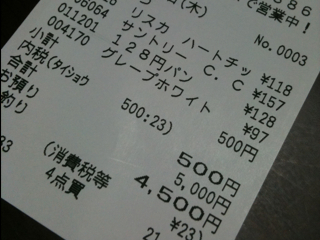 86
で営業中!
日(木)
No.0003
06064 リスカ ハートチッ ¥118
011201 サントリー C.C ¥157
004170 128円パン ¥128
グレープホワイト ¥97
小計 500円
内税(タイショウ 500:23)
合計 500円
お預り 5,000円
釣り 4,500円
(消費税等 ¥23)
33 4点買 21